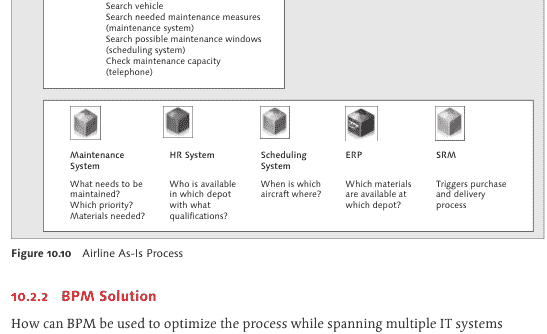 Search vehicle
Search needed maintenance measures
(maintenance system)
Search possible maintenance windows
(scheduling system)
Check maintenance capacity
(telephone)
Maintenance
System
What needs to be
maintained?
Which priority?
Materials needed?
HR System
Who is available
in which depot
with what
qualifications?
Scheduling
System
When is which
aircraft where?
ERP
Which materials
are available at
which depot?
SRM
Triggers purchase
and delivery
process
Figure 10.10 Airline As-Is Process
10.2.2 BPM Solution
How can BPM be used to optimize the process while spanning multiple IT systems